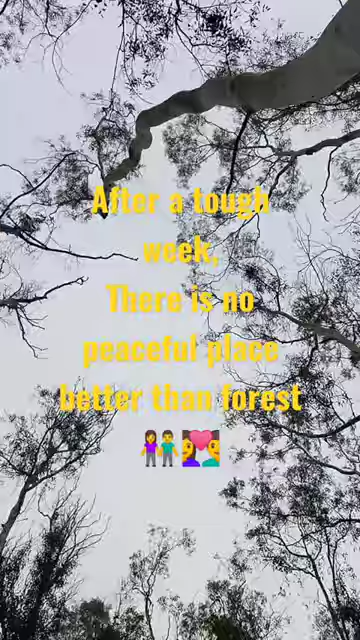 After a tough
week,
There is no
peaceful place
better than forest
👫💑